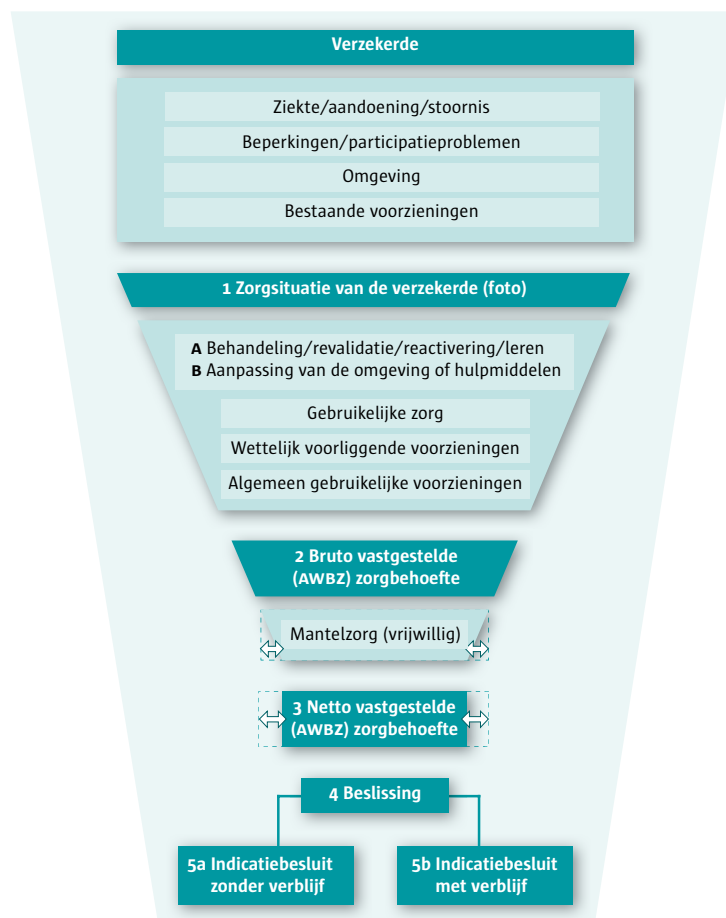 Verzekerde
Ziekte/aandoening/stoornis
Beperkingen/participatieproblemen
Omgeving
Bestaande voorzieningen
1 Zorgsituatie van de verzekerde (foto)
A Behandeling/revalidatie/reactivering/leren
B Aanpassing van de omgeving of hulpmiddelen
Gebruikelijke zorg
Wettelijk voorliggende voorzieningen
Algemeen gebruikelijke voorzieningen
2 Bruto vastgestelde
(AWBZ) zorgbehoefte
Mantelzorg (vrijwillig)
3 Netto vastgestelde
(AWBZ) zorgbehoefte
4 Beslissing
5a Indicatiebesluit
zonder verblijf
5b Indicatiebesluit
met verblijf